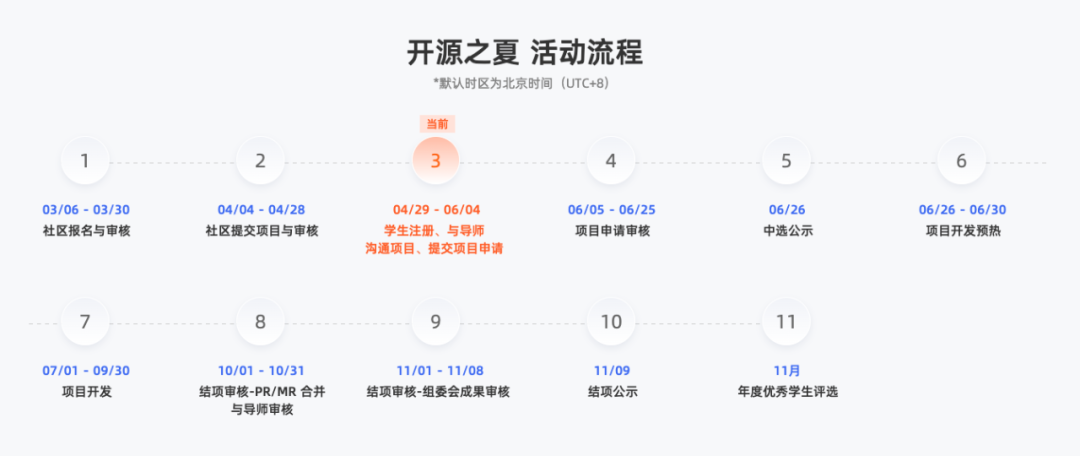 开源之夏 活动流程
*默认时区为北京时间（UTC+8）
当前
1
2
3
4
5
6
03/06 - 03/30
04/04 - 04/28
04/29 - 06/04
06/05 - 06/25
06/26
06/26 - 06/30
社区报名与审核
社区提交项目与审核
学生注册、与导师
沟通项目、提交项目申请
项目申请审核
中选公示
项目开发预热
7
8
9
10
11
07/01 - 09/30
10/01 - 10/31
11/01 - 11/08
11/09
11月
项目开发
结项审核-PR/MR 合并
与导师审核
结项审核-组委会成果审核
结项公示
年度优秀学生评选